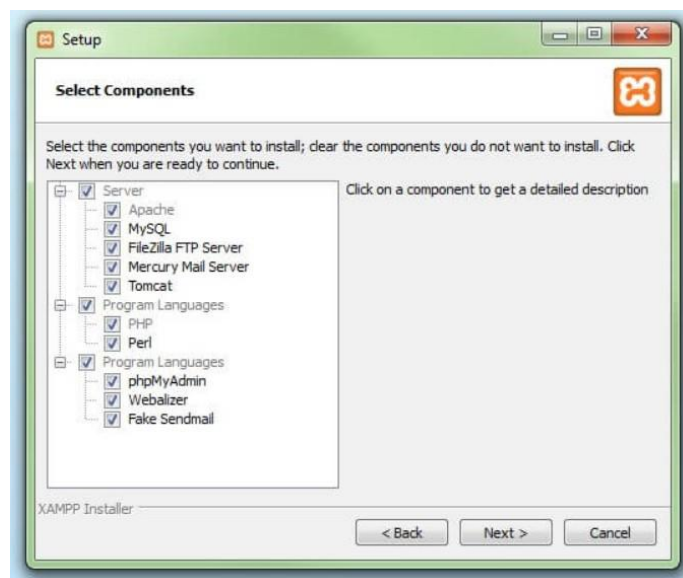 Setup
Select Components
Select the components you want to install; clear the components you do not want to install. Click
Next when you are ready to continue.
Server
Apache
MySQL
FileZilla FTP Server
Mercury Mail Server
Tomcat
Program Languages
PHP
Perl
Program Languages
phpMyAdmin
Webalizer
Fake Sendmail
Click on a component to get a detailed description
XAMPP Installer
< Back
Next >
Cancel